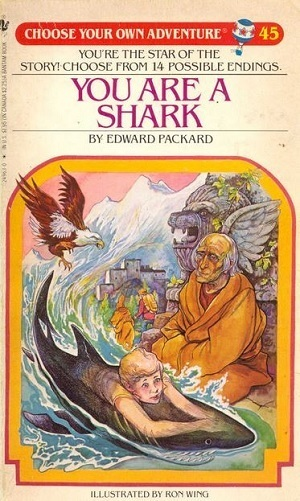 CHOOSE YOUR OWN ADVENTURE® 45
YOU'RE THE STAR OF THE
STORY! CHOOSE FROM 14 POSSIBLE ENDINGS.
YOU ARE A
SHARK
BY EDWARD PACKARD
ILLUSTRATED BY RON WING